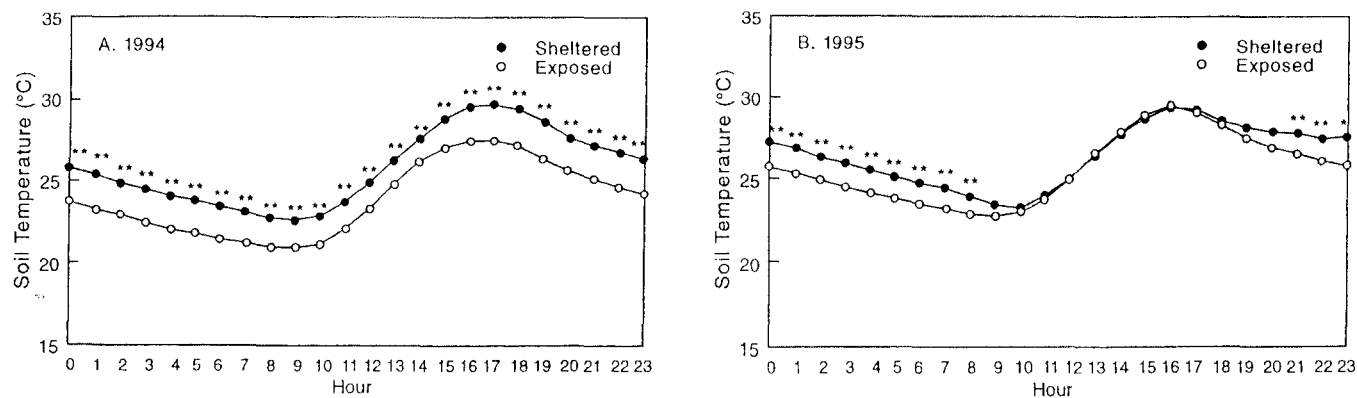 A. 1994
Sheltered
Exposed
Soil Temperature (°C)
35
30
25
20
15
** ** ** ** ** ** ** ** ** ** ** ** ** ** ** ** ** ** ** ** ** ** ** **
0 1 2 3 4 5 6 7 8 9 10 11 12 13 14 15 16 17 18 19 20 21 22 23
Hour
B. 1995
Sheltered
Exposed
Soil Temperature (°C)
35
30
25
20
15
** ** ** ** ** ** ** ** ** ** ** *
0 1 2 3 4 5 6 7 8 9 10 11 12 13 14 15 16 17 18 19 20 21 22 23
Hour